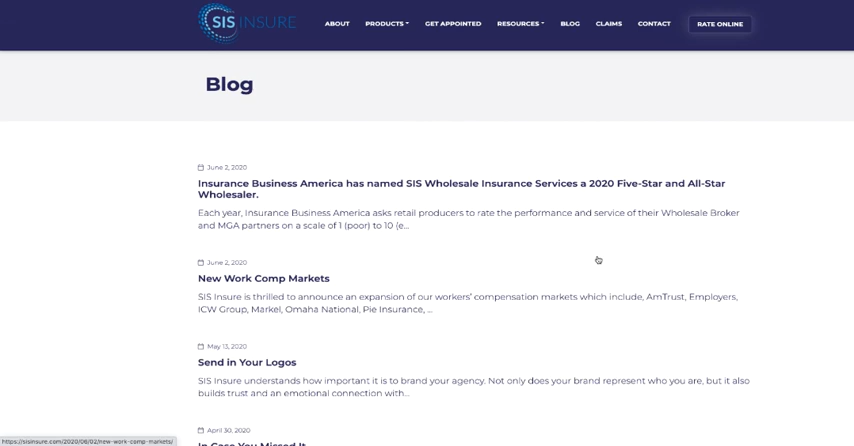 SIS INSURE
ABOUT PRODUCTS GET APPOINTED RESOURCES BLOG CLAIMS CONTACT RATE ONLINE
Blog
June 2, 2020
Insurance Business America has named SIS Wholesale Insurance Services a 2020 Five-Star and All-Star
Wholesaler.
Each year, Insurance Business America asks retail producers to rate the performance and service of their Wholesale Broker
and MGA partners on a scale of 1 (poor) to 10 (e...
June 2, 2020
New Work Comp Markets
SIS Insure is thrilled to announce an expansion of our workers' compensation markets which include, AmTrust, Employers,
ICW Group, Markel, Omaha National, Pie Insurance, ...
May 13, 2020
Send in Your Logos
SIS Insure understands how important it is to brand your agency. Not only does your brand represent who you are, but it also
builds trust and an emotional connection with...
April 30, 2020
In Case You Missed It
https://sisinsure.com/2020/06/02/new-work-comp-markets/